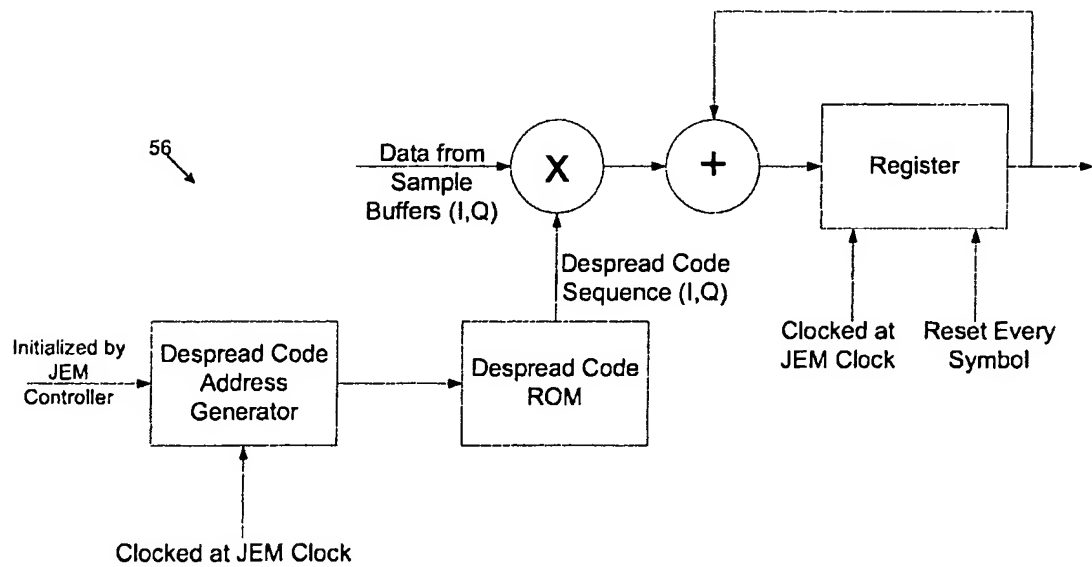 56
Data from
Sample
Buffers (I,Q)
X
+
Register
Despread Code
Sequence (I,Q)
Clocked at
JEM Clock
Reset Every
Symbol
Initialized by
JEM
Controller
Despread Code
Address
Generator
Despread Code
ROM
Clocked at JEM Clock